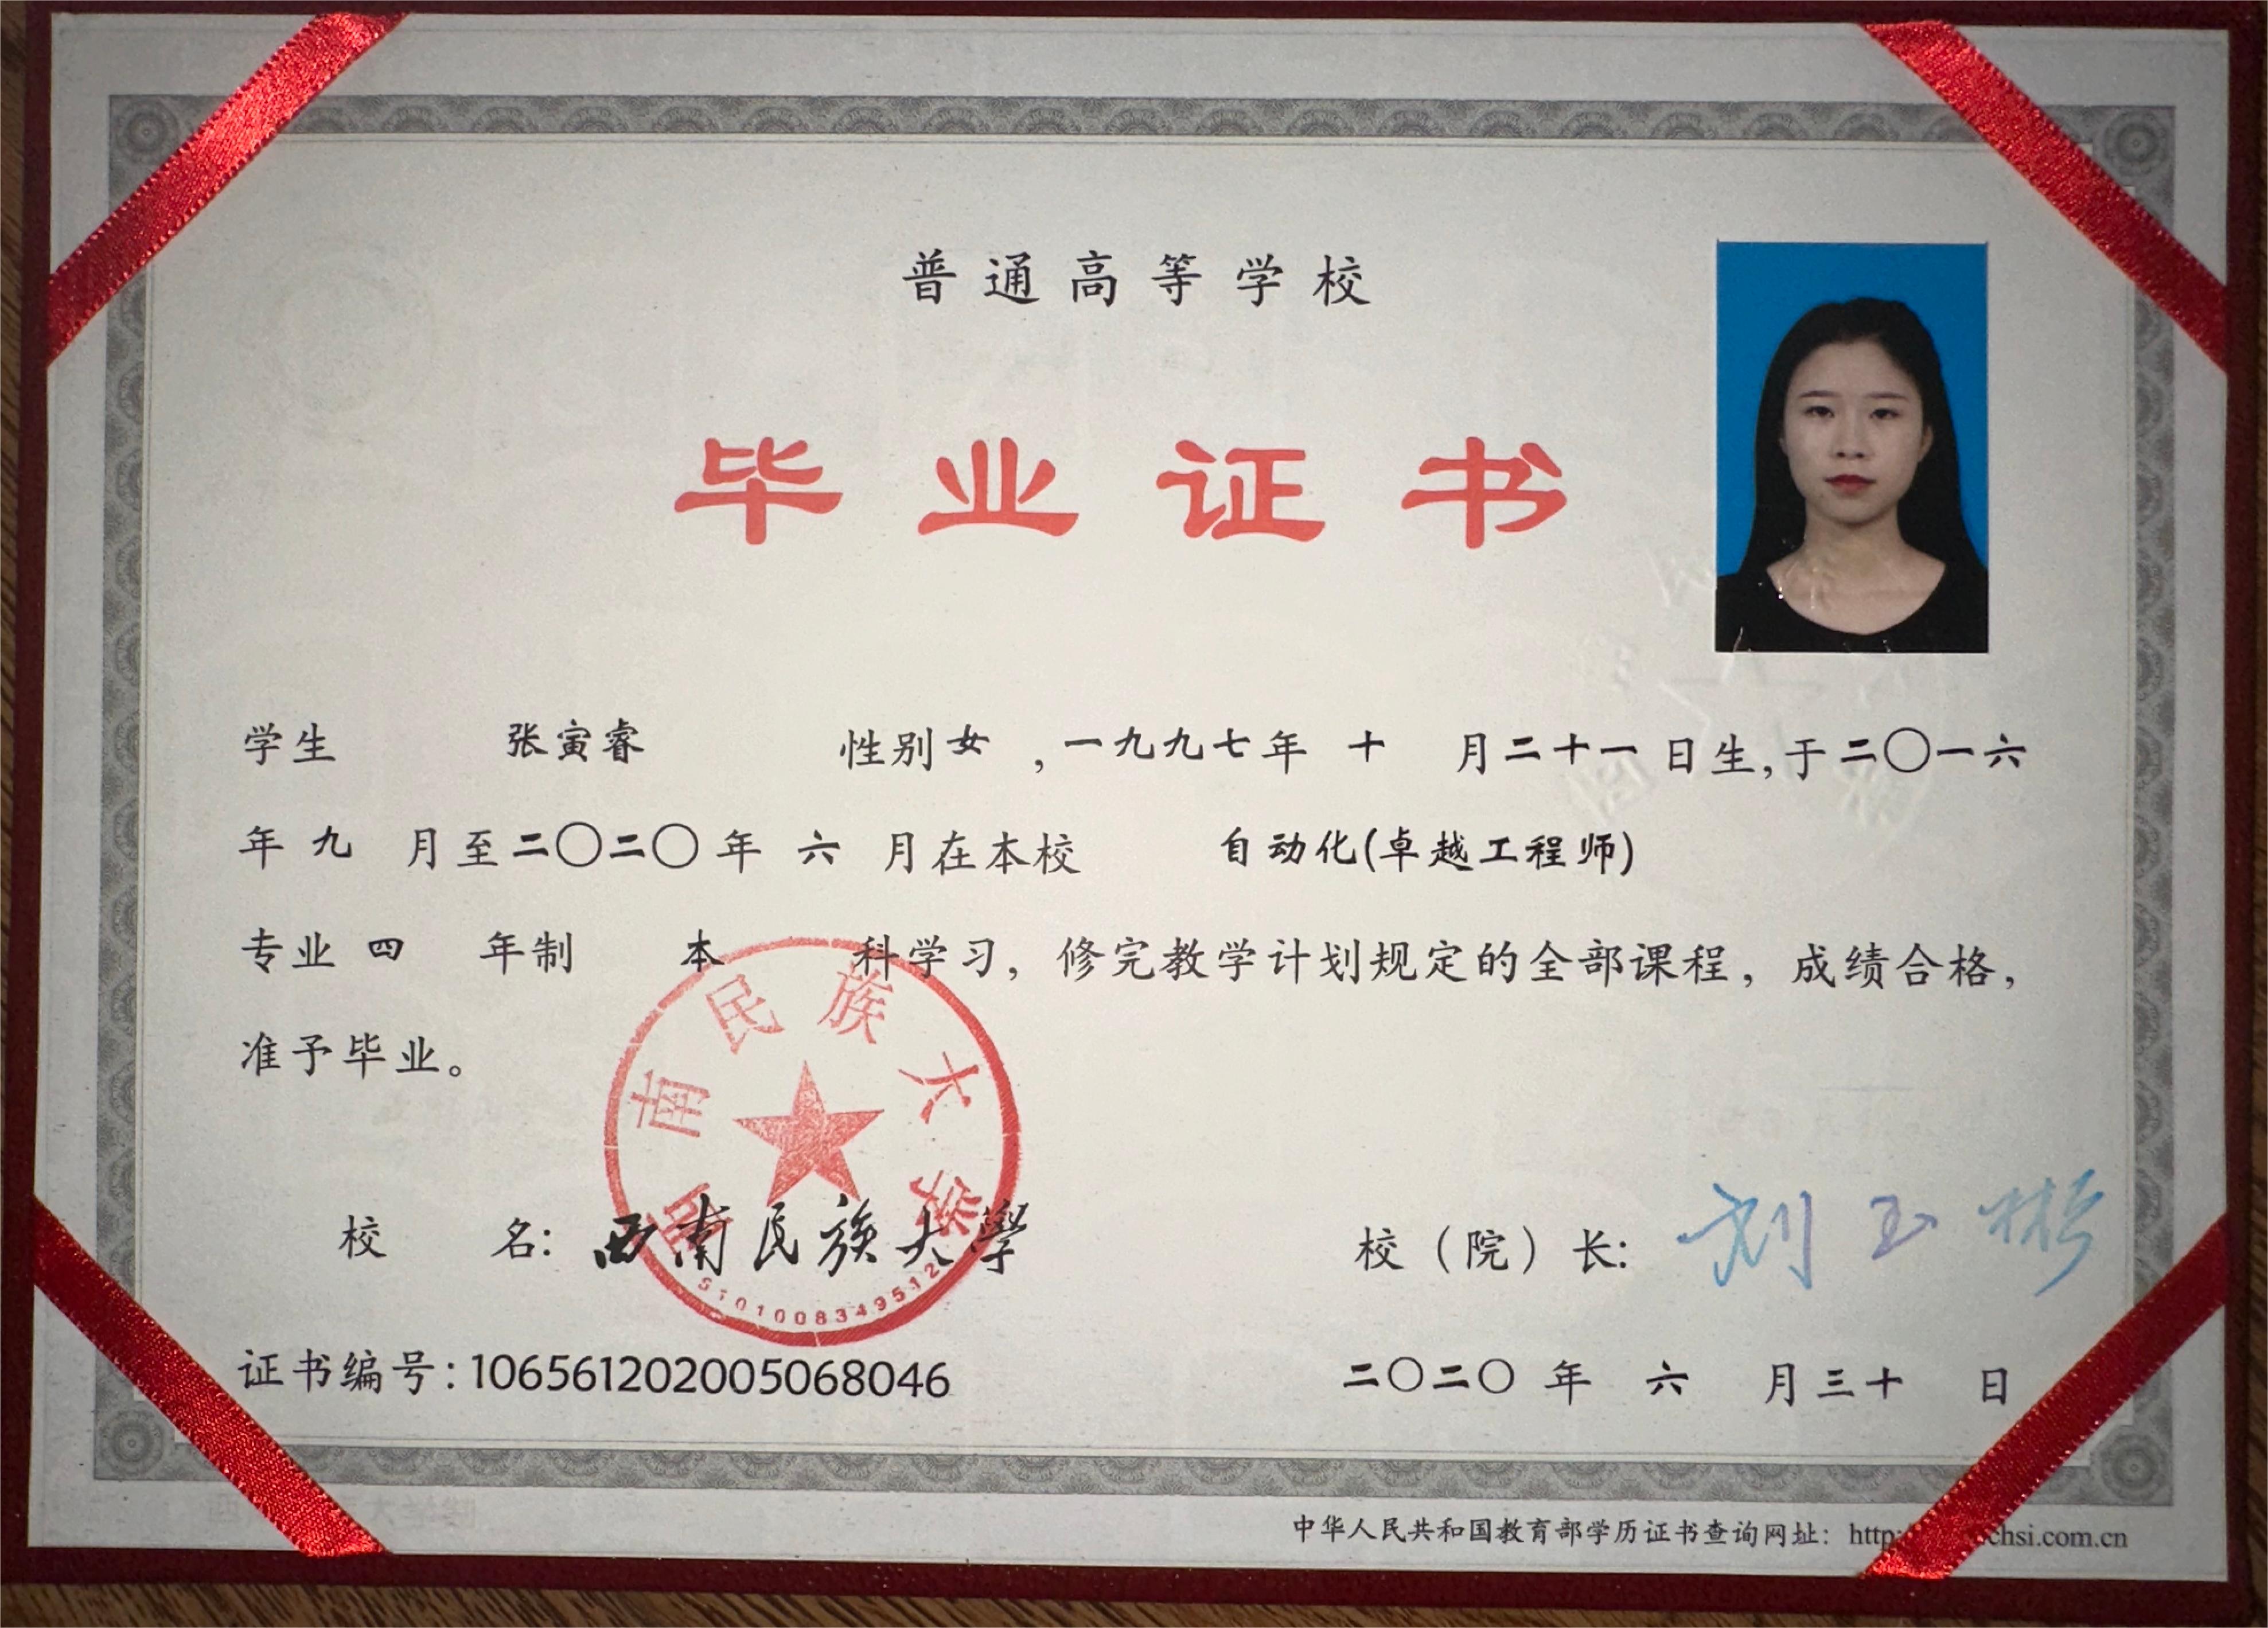 普通高等学校
毕业证书
学生 张寅睿 性别 女 ,一九九七年 十 月二十一日生,于二〇一六
年 九 月至二〇二〇年 六 月在本校 自动化(卓越工程师)
专业 四 年制 本 科学习，修完教学计划规定的全部课程，成绩合格，
准予毕业。
西南民族大学
5101008349512
校 名: 西南民族大學
校（院）长: 刘玉彬
证书编号:106561202005068046
二〇二〇 年 六 月三十 日
中华人民共和国教育部学历证书查询网址: http: chsi.com.cn